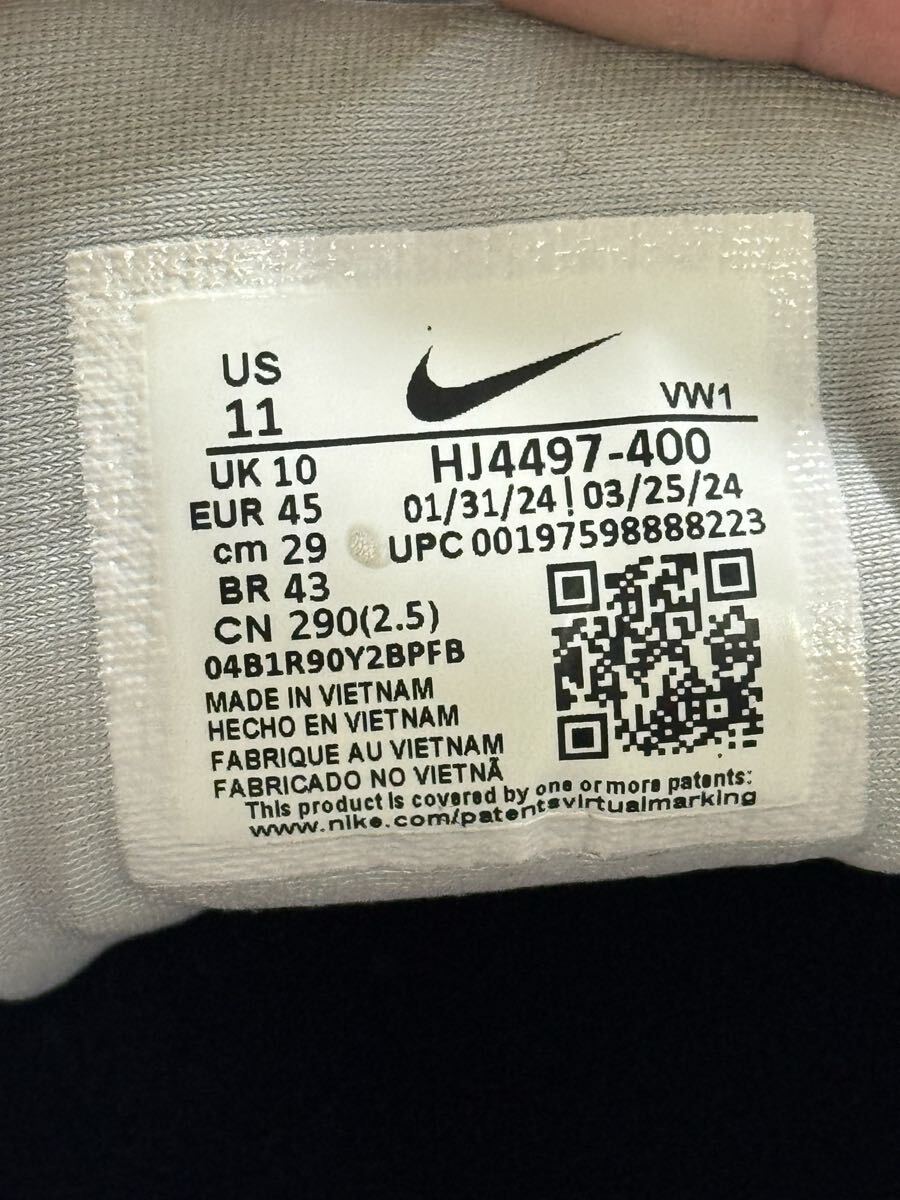 US
11
VW1
UK 10
EUR 45
cm 29
BR 43
CN 290(2.5)
HJ4497-400
01/31/24 | 03/25/24
UPC 00197598888223
04B1R90Y2BPFB
MADE IN VIETNAM
HECHO EN VIETNAM
FABRIQUE AU VIETNAM
FABRICADO NO VIETNÃ
This product is covered by one or more patents:
www.nike.com/patentsvirtualmarking